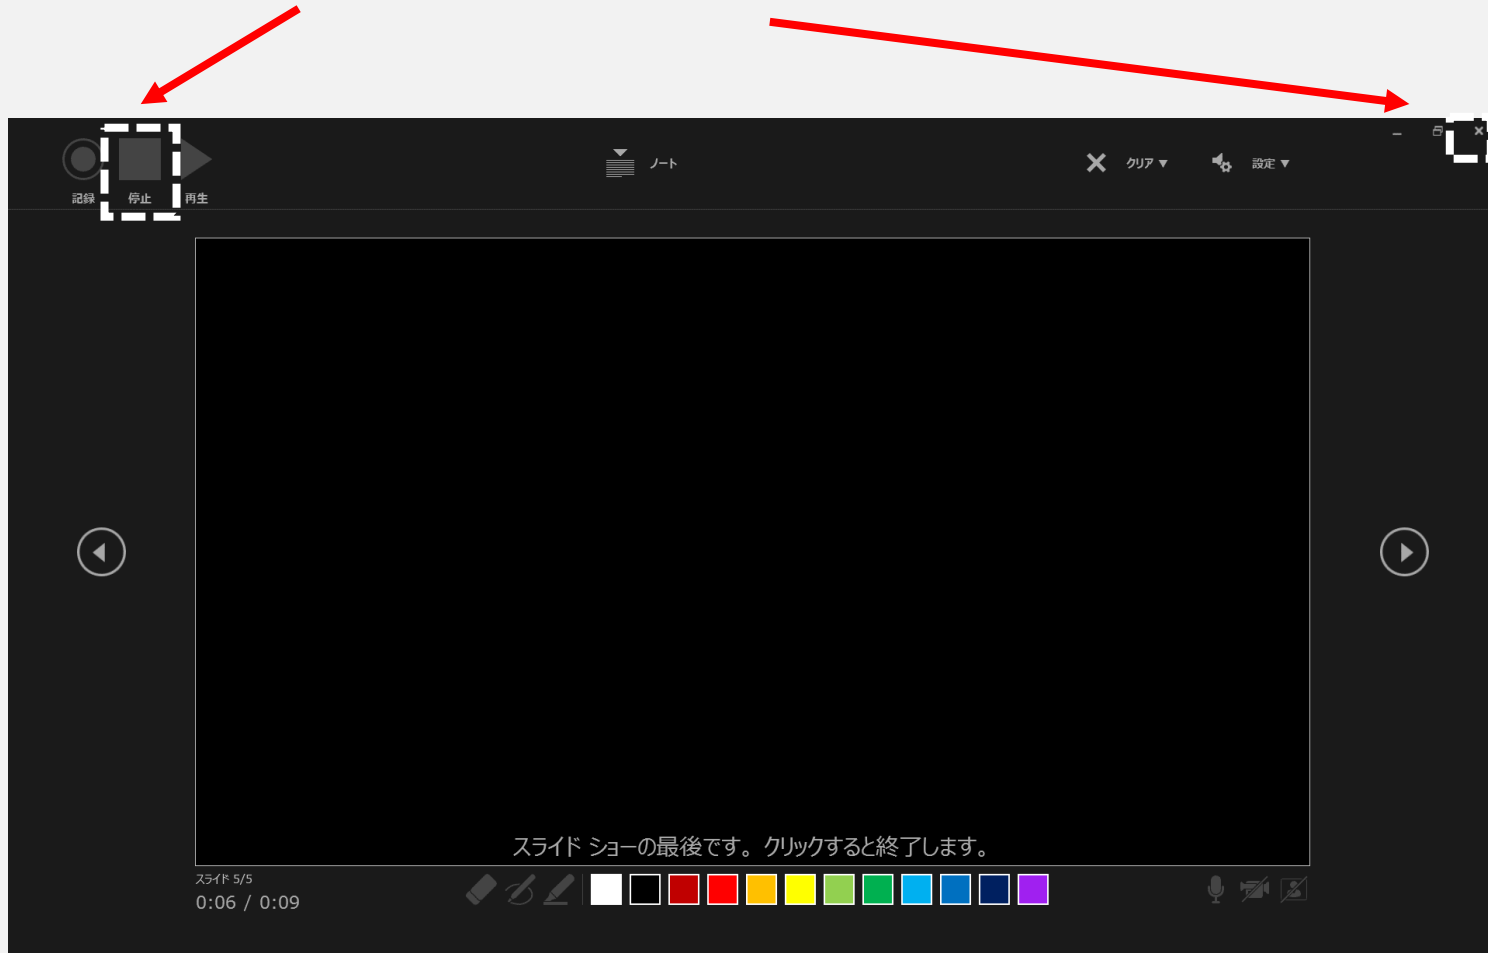 記録 停止 再生
ノート
クリア
設定
スライド ショーの最後です。クリックすると終了します。
スライド 5/5
0:06 / 0:09